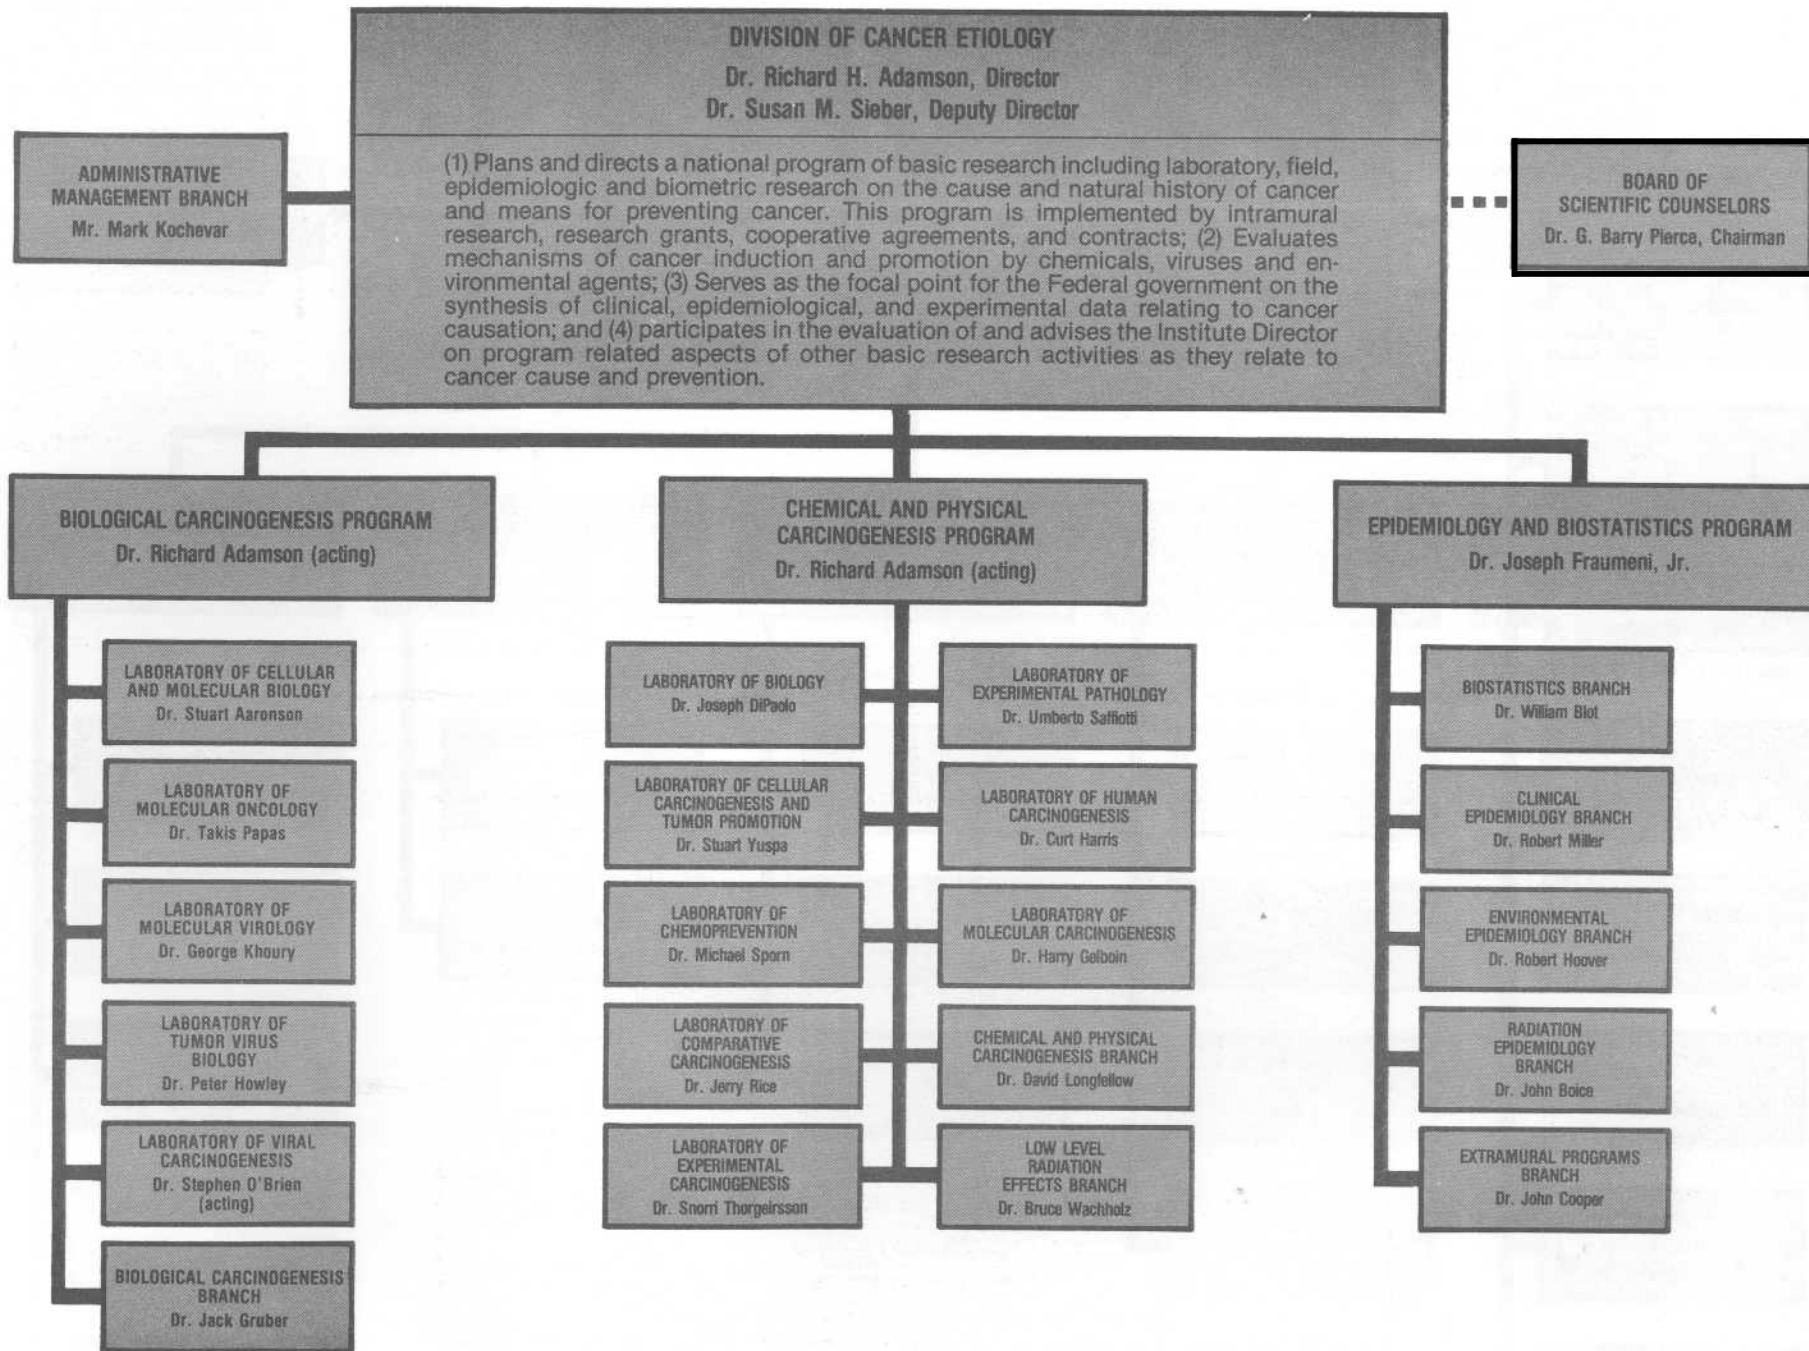 DIVISION OF CANCER ETIOLOGY
Dr. Richard H. Adamson, Director
Dr. Susan M. Sieber, Deputy Director
(1) Plans and directs a national program of basic research including laboratory, field,
epidemiologic and biometric research on the cause and natural history of cancer
and means for preventing cancer. This program is implemented by intramural
research, research grants, cooperative agreements, and contracts; (2) Evaluates
mechanisms of cancer induction and promotion by chemicals, viruses and en-
vironmental agents; (3) Serves as the focal point for the Federal government on the
synthesis of clinical, epidemiological, and experimental data relating to cancer
causation; and (4) participates in the evaluation of and advises the Institute Director
on program related aspects of other basic research activities as they relate to
cancer cause and prevention.
ADMINISTRATIVE
MANAGEMENT BRANCH
Mr. Mark Kochevar
BOARD OF
SCIENTIFIC COUNSELORS
Dr. G. Barry Pierce, Chairman
BIOLOGICAL CARCINOGENESIS PROGRAM
Dr. Richard Adamson (acting)
LABORATORY OF CELLULAR
AND MOLECULAR BIOLOGY
Dr. Stuart Aaronson
LABORATORY OF
MOLECULAR ONCOLOGY
Dr. Takis Papas
LABORATORY OF
MOLECULAR VIROLOGY
Dr. George Khoury
LABORATORY OF
TUMOR VIRUS
BIOLOGY
Dr. Peter Howley
LABORATORY OF VIRAL
CARCINOGENESIS
Dr. Stephen O'Brien
(acting)
BIOLOGICAL CARCINOGENESIS
BRANCH
Dr. Jack Gruber
CHEMICAL AND PHYSICAL
CARCINOGENESIS PROGRAM
Dr. Richard Adamson (acting)
LABORATORY OF BIOLOGY
Dr. Joseph DiPaolo
LABORATORY OF CELLULAR
CARCINOGENESIS AND
TUMOR PROMOTION
Dr. Stuart Yuspa
LABORATORY OF
CHEMOPREVENTION
Dr. Michael Sporn
LABORATORY OF
COMPARATIVE
CARCINOGENESIS
Dr. Jerry Rice
LABORATORY OF
EXPERIMENTAL
CARCINOGENESIS
Dr. Snorri Thorgeirsson
LABORATORY OF
EXPERIMENTAL PATHOLOGY
Dr. Umberto Saffiotti
LABORATORY OF HUMAN
CARCINOGENESIS
Dr. Curt Harris
LABORATORY OF
MOLECULAR CARCINOGENESIS
Dr. Harry Gelboin
CHEMICAL AND PHYSICAL
CARCINOGENESIS BRANCH
Dr. David Longfellow
LOW LEVEL
RADIATION
EFFECTS BRANCH
Dr. Bruce Wachholz
EPIDEMIOLOGY AND BIOSTATISTICS PROGRAM
Dr. Joseph Fraumeni, Jr.
BIOSTATISTICS BRANCH
Dr. William Blot
CLINICAL
EPIDEMIOLOGY BRANCH
Dr. Robert Miller
ENVIRONMENTAL
EPIDEMIOLOGY BRANCH
Dr. Robert Hoover
RADIATION
EPIDEMIOLOGY
BRANCH
Dr. John Boice
EXTRAMURAL PROGRAMS
BRANCH
Dr. John Cooper